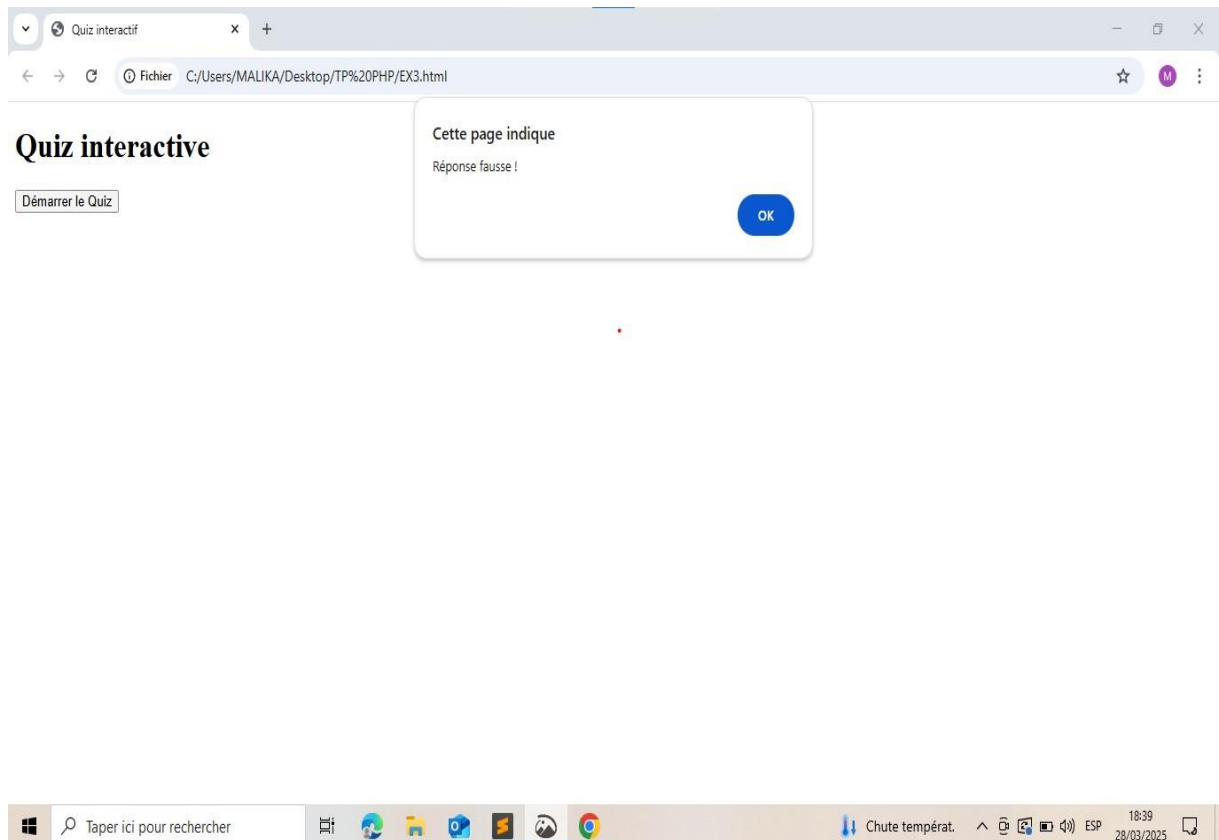 Quiz interactif
Fichier C:/Users/MALIKA/Desktop/TP%20PHP/EX3.html
M
Quiz interactive
Démarrer le Quiz
Cette page indique
Réponse fausse !
OK
Taper ici pour rechercher
Chute températ.
ESP
18:39
28/03/2025